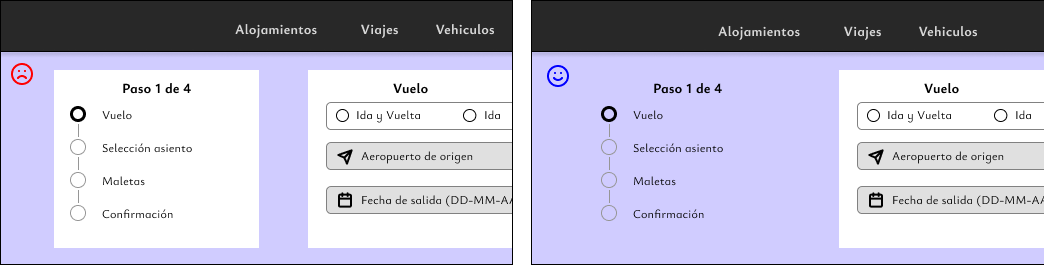 Alojamientos Viajes Vehiculos
Paso 1 de 4
Vuelo
Selección asiento
Maletas
Confirmación
Vuelo
Ida y Vuelta Ida
Aeropuerto de origen
Fecha de salida (DD-MM-AA
Alojamientos Viajes Vehiculos
Paso 1 de 4
Vuelo
Selección asiento
Maletas
Confirmación
Vuelo
Ida y Vuelta Ida
Aeropuerto de origen
Fecha de salida (DD-MM-AA